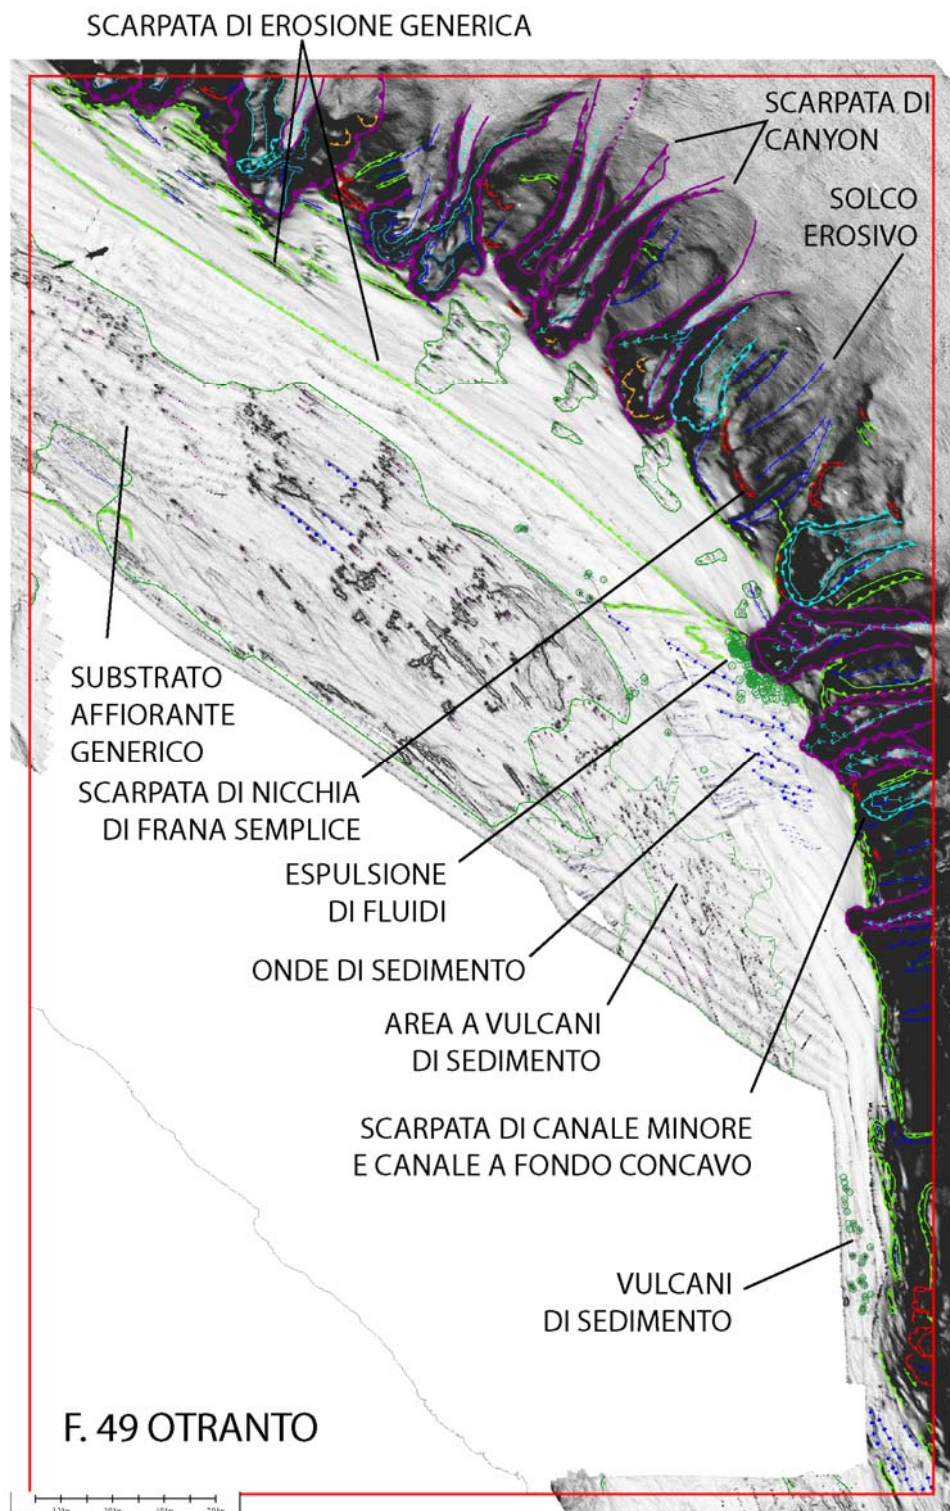 SCARPATA DI EROSIONE GENERICA
SCARPATA DI
CANYON
SOLCO
EROSIVO
SUBSTRATO
AFFIORANTE
GENERICO
SCARPATA DI NICCHIA
DI FRANA SEMPLICE
ESPULSIONE
DI FLUIDI
ONDE DI SEDIMENTO
AREA A VULCANI
DI SEDIMENTO
SCARPATA DI CANALE MINORE
E CANALE A FONDO CONCAVO
VULCANI
DI SEDIMENTO
F. 49 OTRANTO